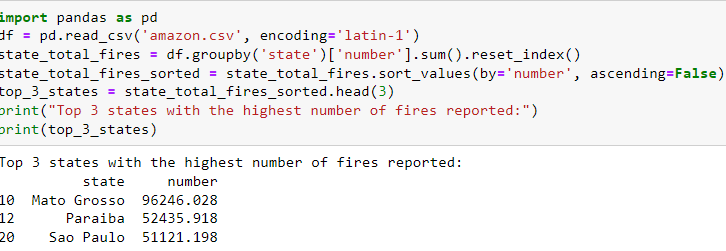 import pandas as pd
df = pd.read_csv('amazon.csv', encoding='latin-1')
state_total_fires = df.groupby('state')['number'].sum().reset_index()
state_total_fires_sorted = state_total_fires.sort_values(by='number', ascending=False)
top_3_states = state_total_fires_sorted.head(3)
print("Top 3 states with the highest number of fires reported:")
print(top_3_states)
Top 3 states with the highest number of fires reported:
state number
10 Mato Grosso 96246.028
12 Paraiba 52435.918
20 Sao Paulo 51121.198